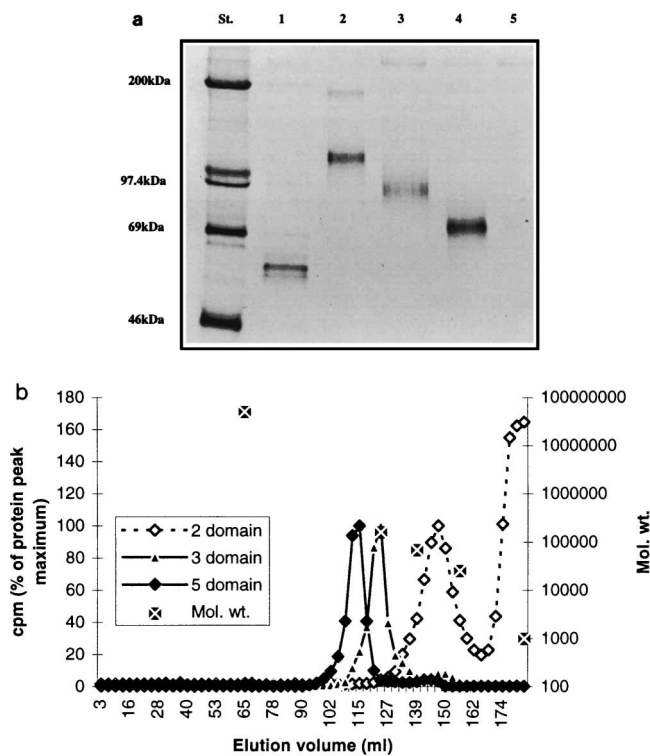 a
St. 1 2 3 4 5
200kDa
97.4kDa
69kDa
46kDa
b
180
160
140
120
100
80
60
40
20
0
cpm (% of protein peak
maximum)
2 domain
3 domain
5 domain
Mol. wt.
100000000
10000000
1000000
100000
10000
1000
100
Mol. wt.
3 16 28 40 53 65 77 90 102 115 127 139 150 162 174
Elution volume (ml)